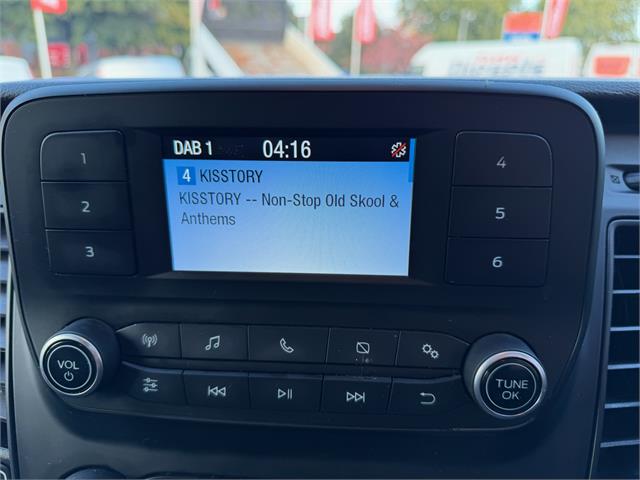 DAB 1 04:16
4 KISSTORY
KISSTORY -- Non-Stop Old Skool &
Anthems
1
2
3
4
5
6
VOL
TUNE
OK